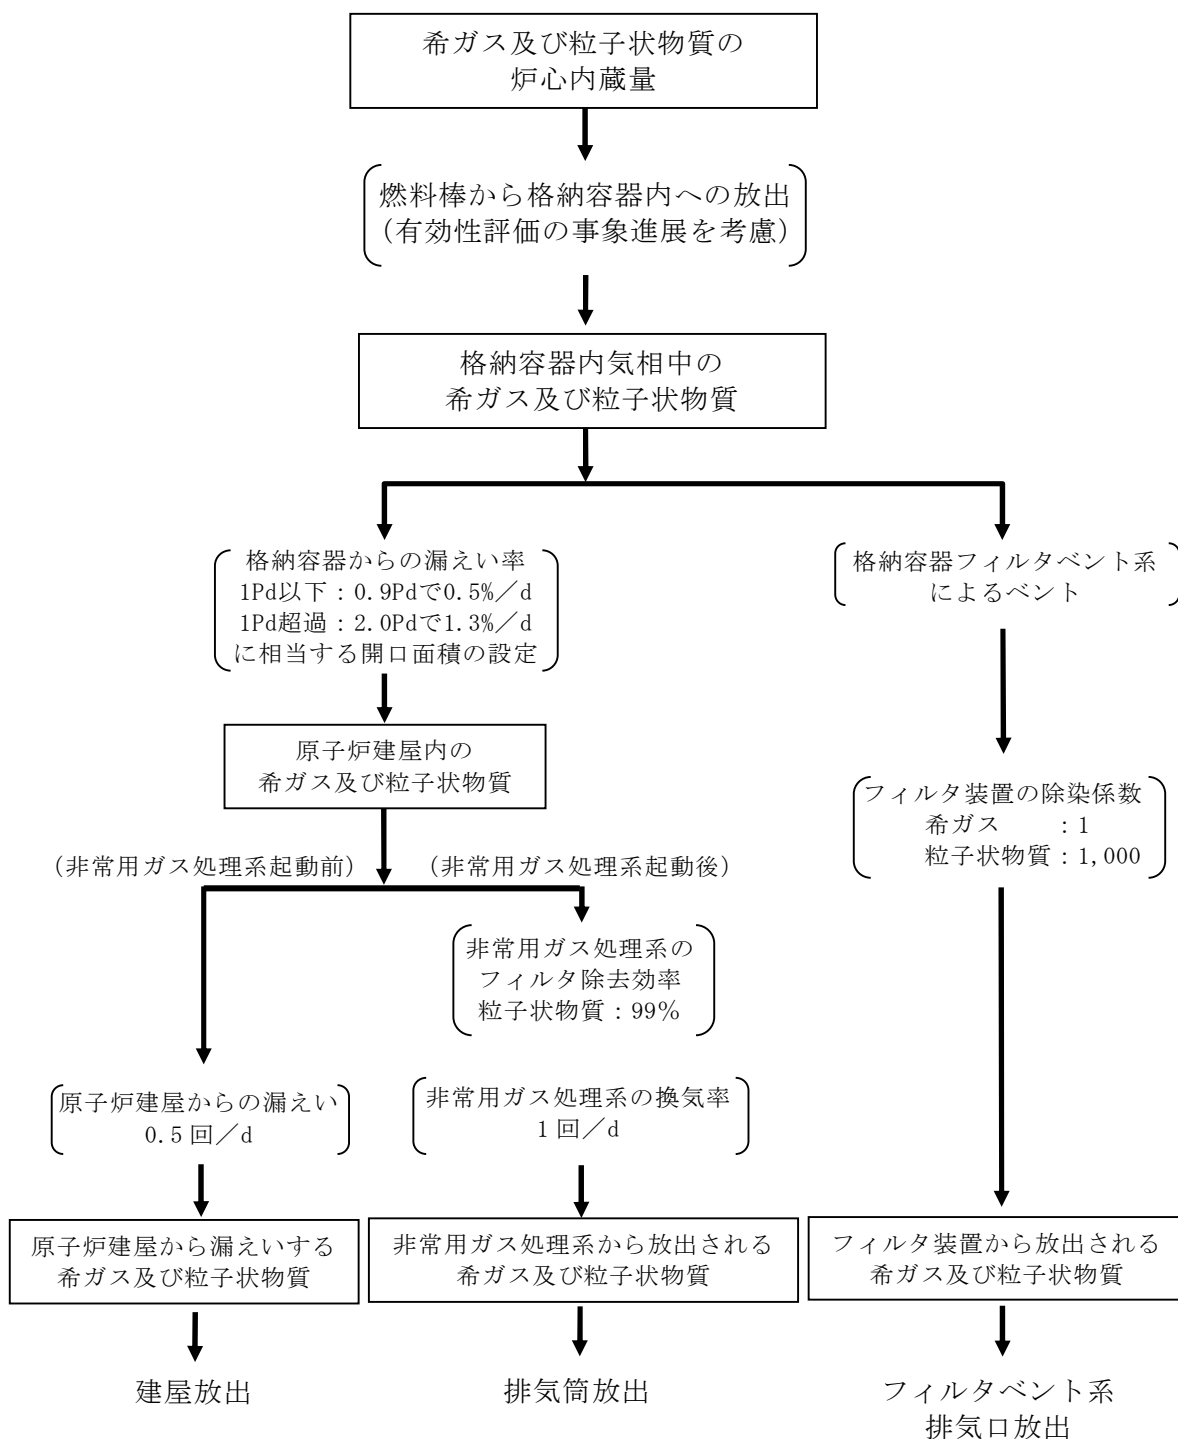 希ガス及び粒子状物質の
炉心内蔵量
燃料棒から格納容器内への放出
(有効性評価の事象進展を考慮)
格納容器内気相中の
希ガス及び粒子状物質
格納容器からの漏えい率
1Pd以下：0.9Pdで0.5%／d
1Pd超過：2.0Pdで1.3%／d
に相当する開口面積の設定
格納容器フィルタベント系
によるベント
原子炉建屋内の
希ガス及び粒子状物質
フィルタ装置の除染係数
希ガス　　：1
粒子状物質：1,000
(非常用ガス処理系起動前)
(非常用ガス処理系起動後)
非常用ガス処理系の
フィルタ除去効率
粒子状物質：99%
原子炉建屋からの漏えい
0.5回／d
非常用ガス処理系の換気率
1回／d
原子炉建屋から漏えいする
希ガス及び粒子状物質
非常用ガス処理系から放出される
希ガス及び粒子状物質
フィルタ装置から放出される
希ガス及び粒子状物質
建屋放出
排気筒放出
フィルタベント系
排気口放出